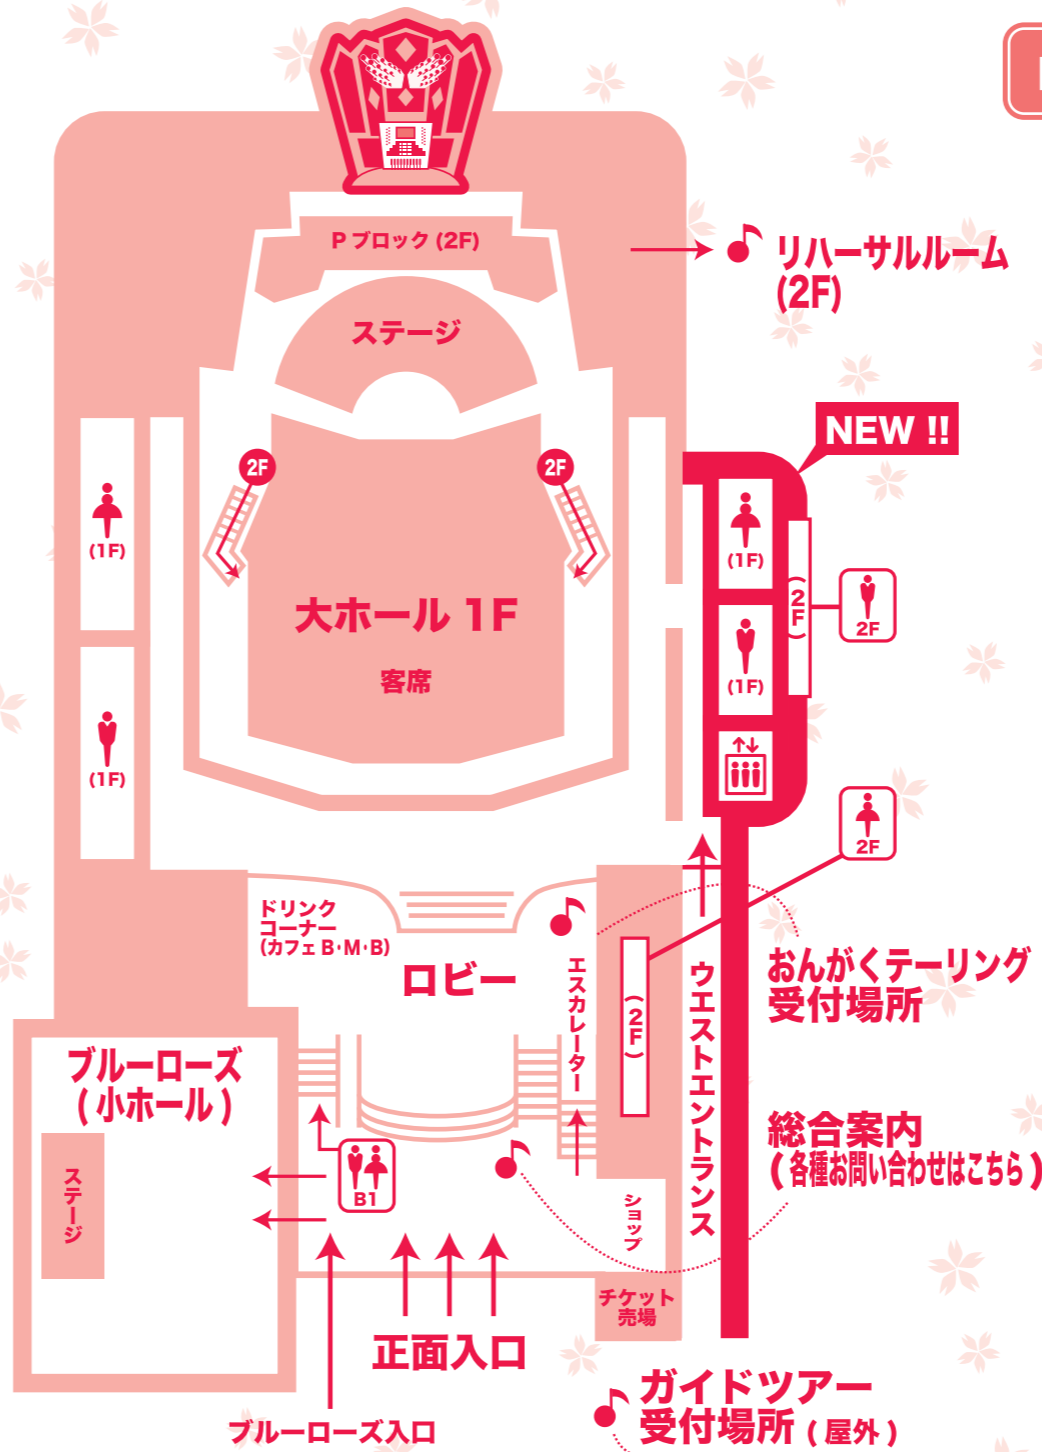 P ブロック (2F)
リハーサルルーム
(2F)
ステージ
NEW !!
2F
2F
(1F)
(1F)
(2F)
2F
大ホール 1F
客席
(1F)
(1F)
2F
ドリンク
コーナー
(カフェ B・M・B)
ロビー
エスカレーター
(2F)
ウエストエントランス
おんがくテーリング
受付場所
ブルーローズ
( 小ホール )
総合案内
( 各種お問い合わせはこちら )
ステージ
B1
ショップ
チケット
売場
正面入口
ブルーローズ入口
ガイドツアー
受付場所 ( 屋外 )